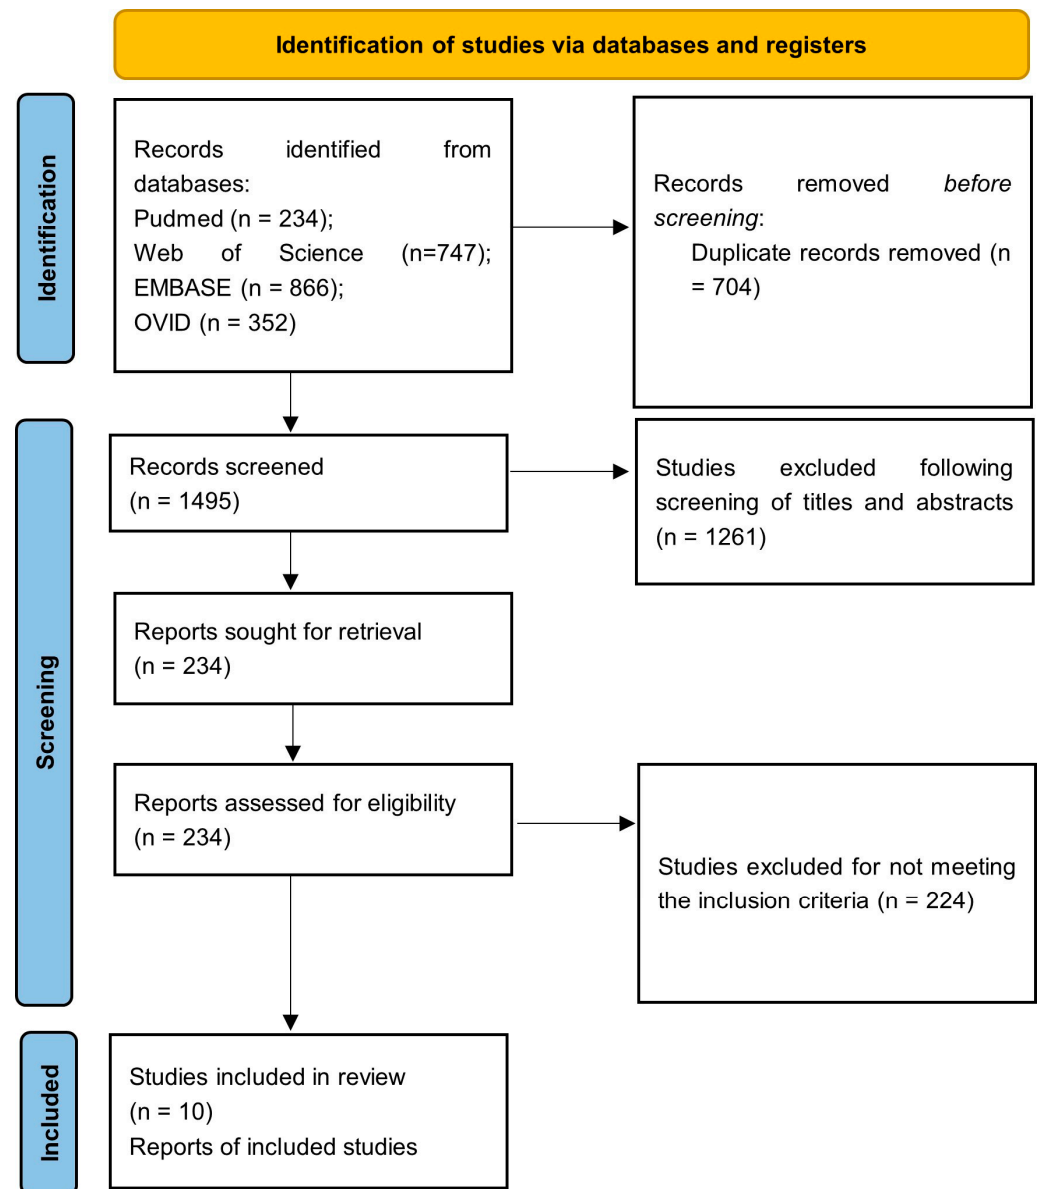 Identification of studies via databases and registers
Identification
Records identified from
databases:
Pudmed (n = 234);
Web of Science (n=747);
EMBASE (n = 866);
OVID (n = 352)
Records removed before
screening:
Duplicate records removed (n
= 704)
Screening
Records screened
(n = 1495)
Studies excluded following
screening of titles and abstracts
(n = 1261)
Reports sought for retrieval
(n = 234)
Reports assessed for eligibility
(n = 234)
Studies excluded for not meeting
the inclusion criteria (n = 224)
Included
Studies included in review
(n = 10)
Reports of included studies